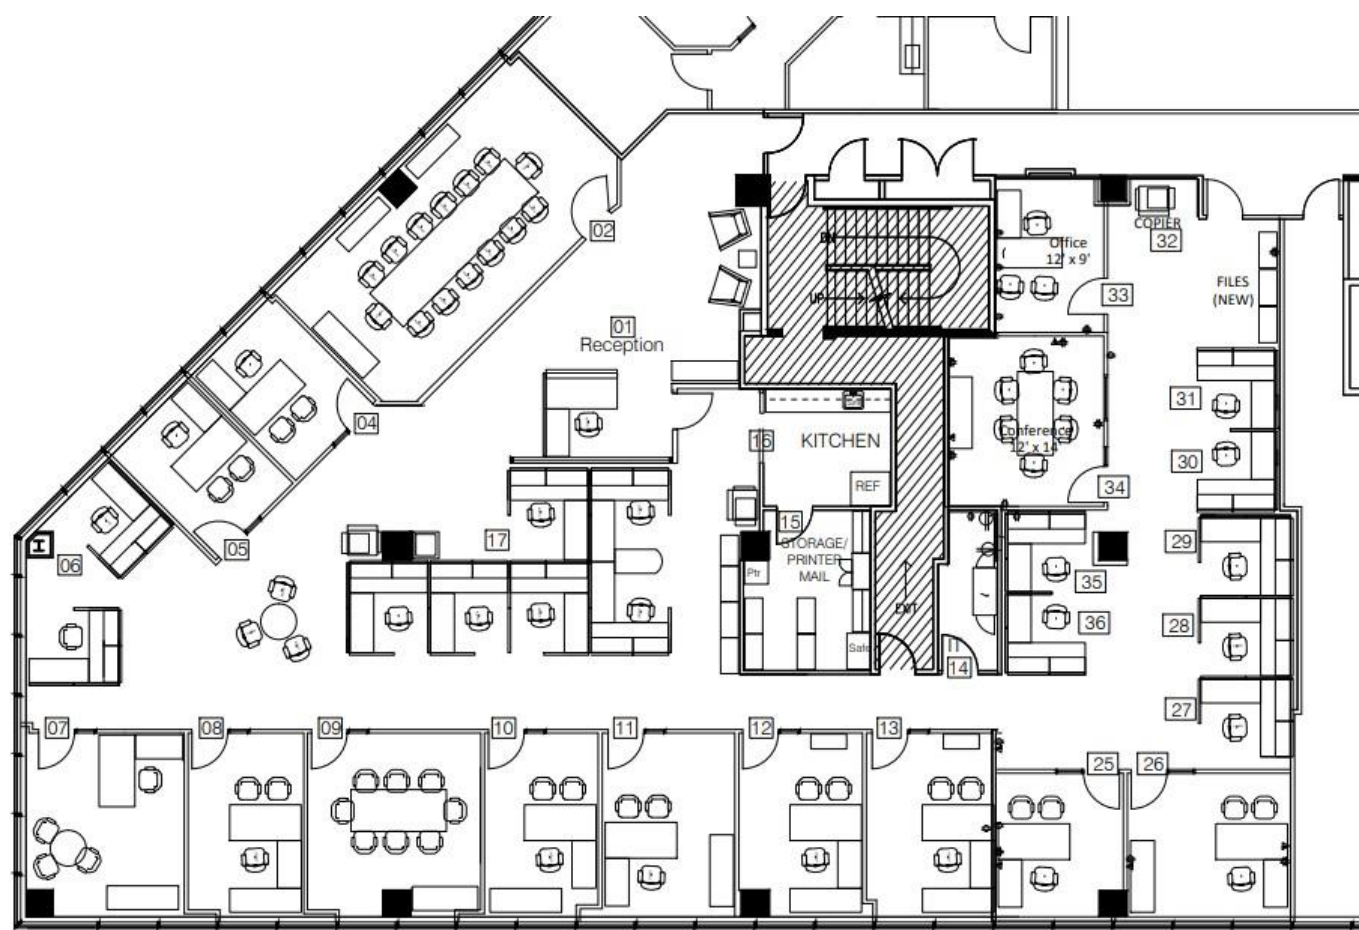 02
COPIER
32
DN
Office
12' x 9'
FILES
(NEW)
UP
33
01
Reception
31
04
16
KITCHEN
Conference
12' x 14'
30
REF
34
15
17
05
STORAGE/
PRINTER
MAIL
29
06
Ptr
35
EXIT
28
36
Safe
IT
14
27
07
08
09
10
11
12
13
25
26